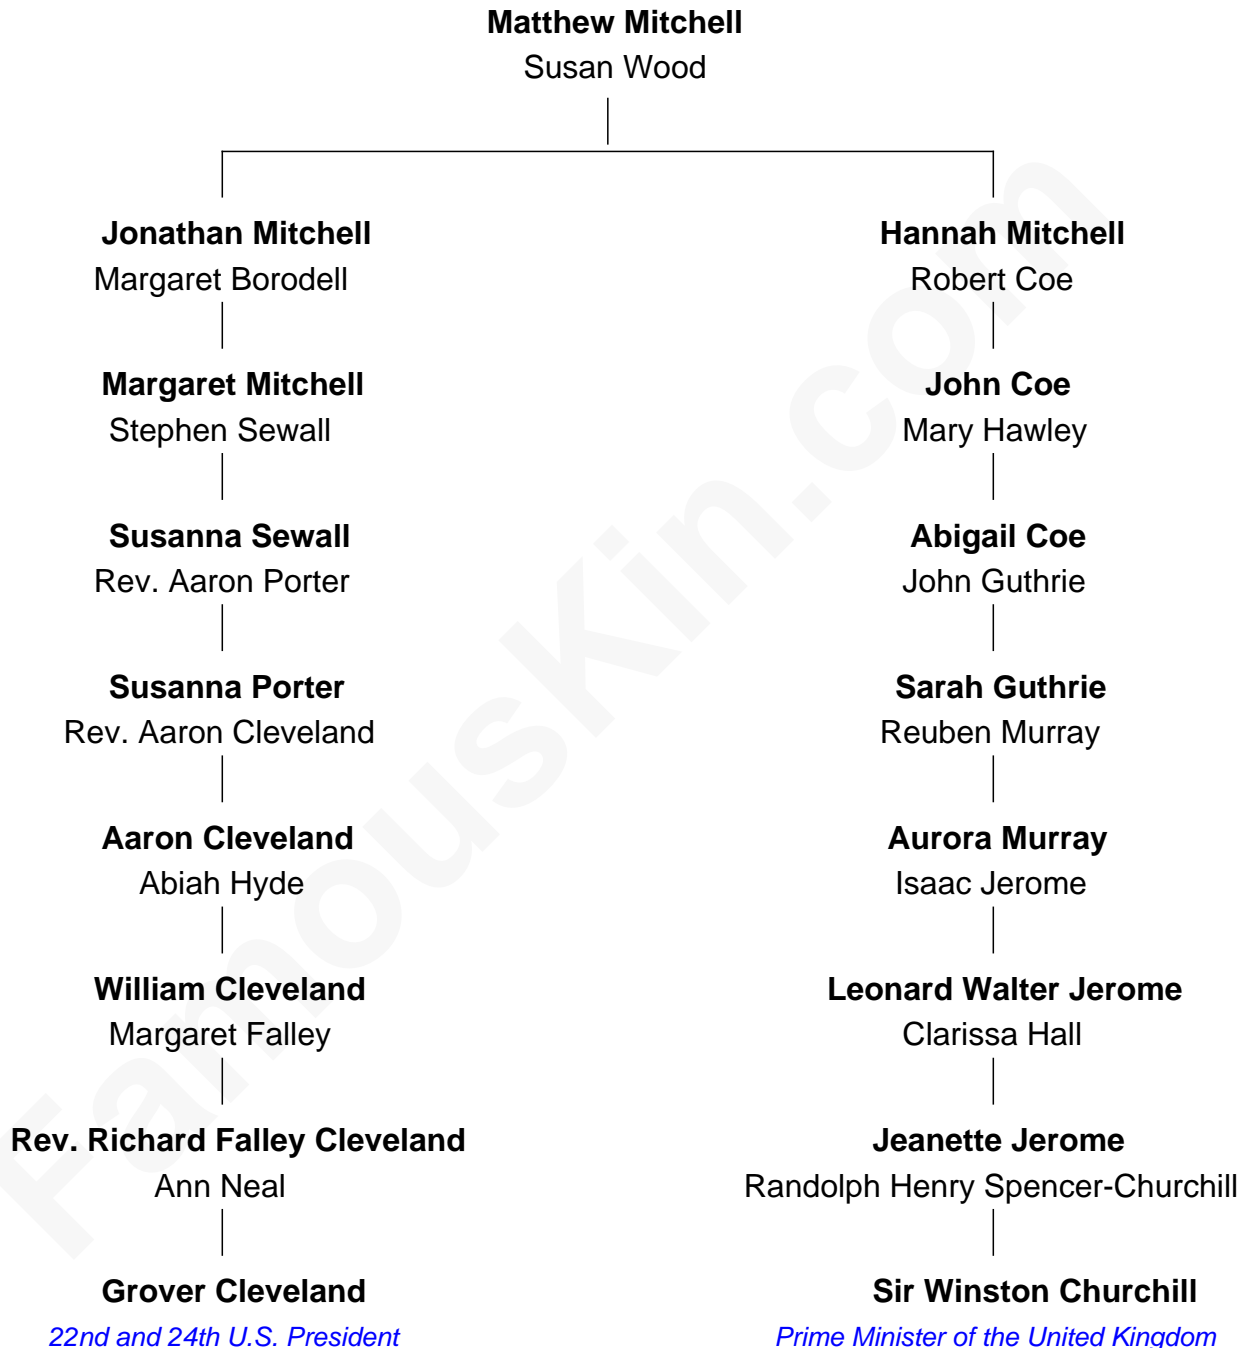 Matthew Mitchell
Susan Wood
Jonathan Mitchell
Margaret Borodell
Hannah Mitchell
Robert Coe
Margaret Mitchell
Stephen Sewall
John Coe
Mary Hawley
Susanna Sewall
Rev. Aaron Porter
Abigail Coe
John Guthrie
Susanna Porter
Rev. Aaron Cleveland
Sarah Guthrie
Reuben Murray
Aaron Cleveland
Abiah Hyde
Aurora Murray
Isaac Jerome
William Cleveland
Margaret Falley
Leonard Walter Jerome
Clarissa Hall
Rev. Richard Falley Cleveland
Ann Neal
Jeanette Jerome
Randolph Henry Spencer-Churchill
Grover Cleveland
22nd and 24th U.S. President
Sir Winston Churchill
Prime Minister of the United Kingdom
FamousKin.com